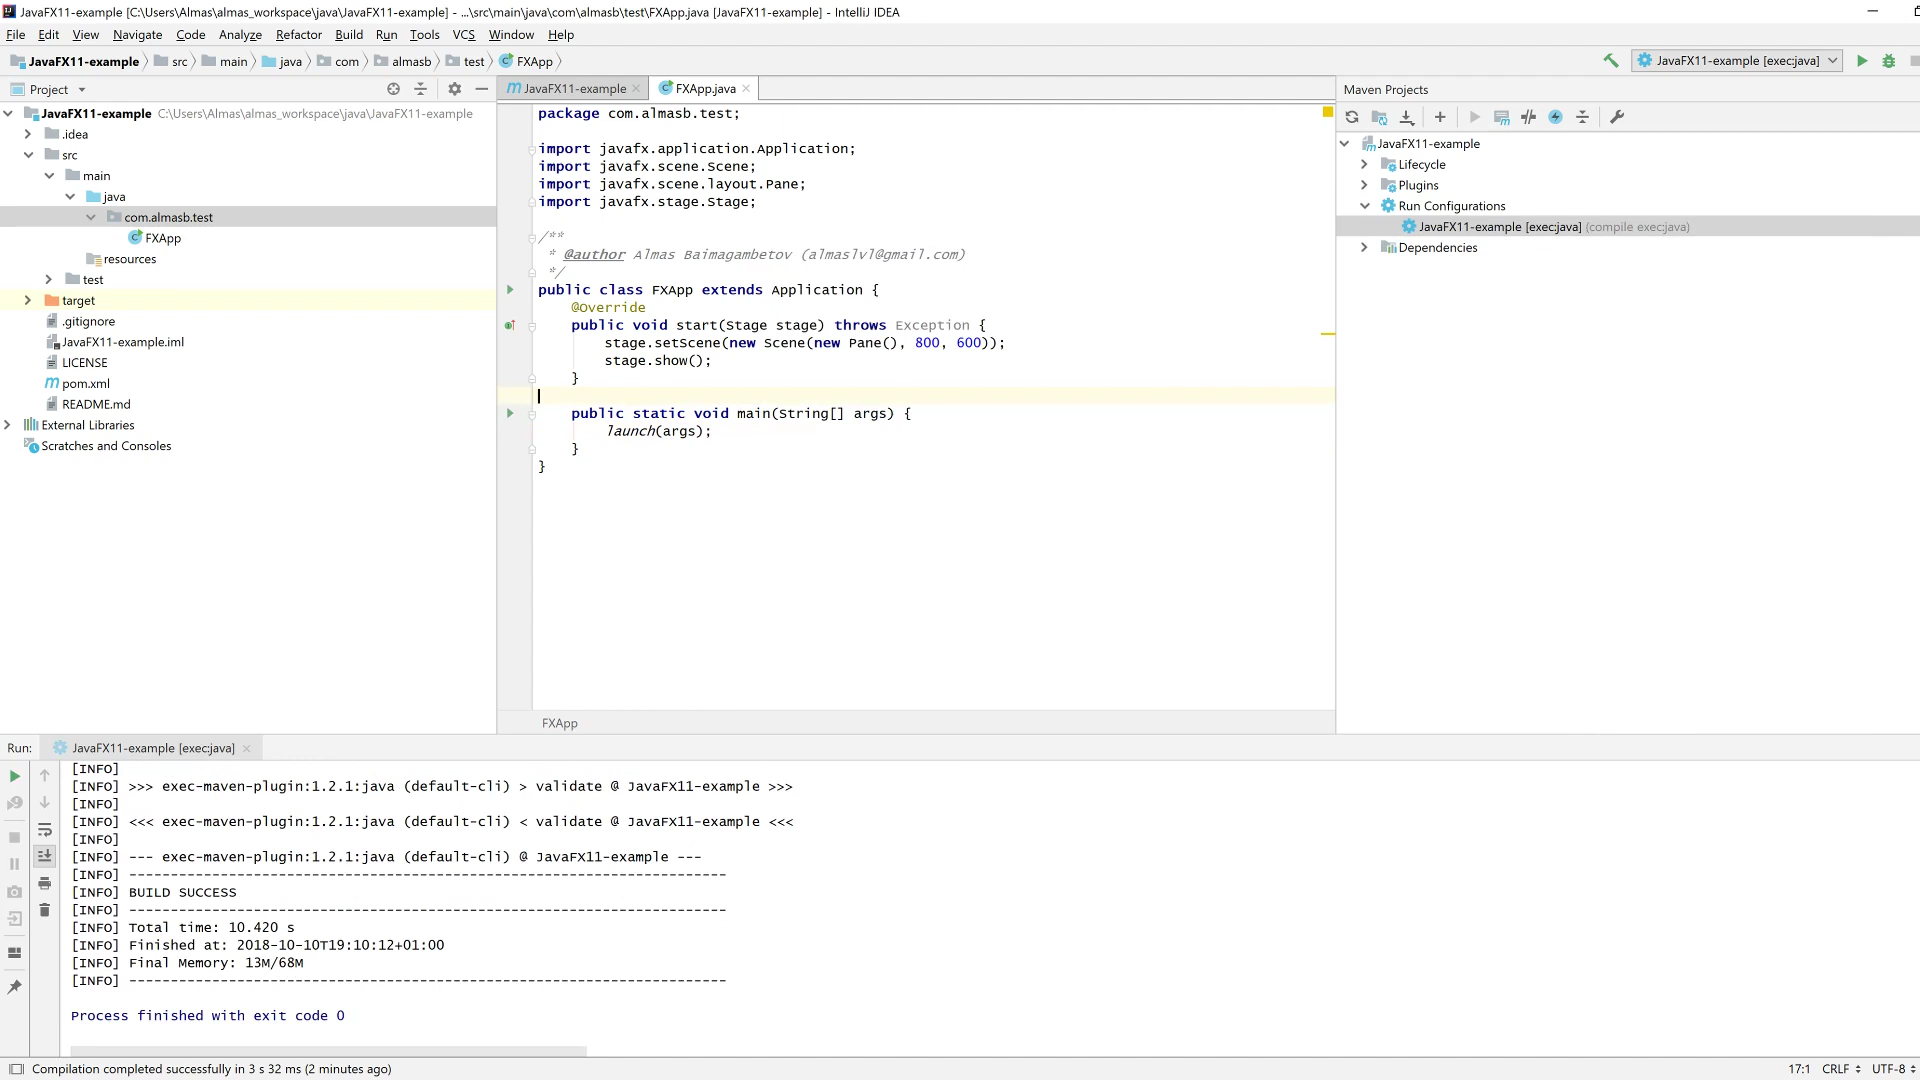 JavaFX11-example [C:\Users\Almas\almas_workspace\java\JavaFX11-example] - ...\src\main\java\com\almasb\test\FXApp.java [JavaFX11-example] - IntelliJ IDEA
File Edit View Navigate Code Analyze Refactor Build Run Tools VCS Window Help
JavaFX11-example src main java com almasb test FXApp JavaFX11-example [exec:java]
Project
JavaFX11-example C:\Users\Almas\almas_workspace\java\JavaFX11-example
.idea
src
main
java
com.almasb.test
FXApp
resources
test
target
.gitignore
JavaFX11-example.iml
LICENSE
pom.xml
README.md
External Libraries
Scratches and Consoles
JavaFX11-example FXApp.java
package com.almasb.test;
import javafx.application.Application;
import javafx.scene.Scene;
import javafx.scene.layout.Pane;
import javafx.stage.Stage;
/**
* @author Almas Baimagambetov (almaslvl@gmail.com)
*/
public class FXApp extends Application {
@Override
public void start(Stage stage) throws Exception {
stage.setScene(new Scene(new Pane(), 800, 600));
stage.show();
}
public static void main(String[] args) {
launch(args);
}
}
FXApp
Maven Projects
JavaFX11-example
Lifecycle
Plugins
Run Configurations
JavaFX11-example [exec:java] (compile exec:java)
Dependencies
Run: JavaFX11-example [exec:java]
[INFO]
[INFO] >>> exec-maven-plugin:1.2.1:java (default-cli) > validate @ JavaFX11-example >>>
[INFO]
[INFO] <<< exec-maven-plugin:1.2.1:java (default-cli) < validate @ JavaFX11-example <<<
[INFO]
[INFO] --- exec-maven-plugin:1.2.1:java (default-cli) @ JavaFX11-example ---
[INFO] ------------------------------------------------------------------------
[INFO] BUILD SUCCESS
[INFO] ------------------------------------------------------------------------
[INFO] Total time: 10.420 s
[INFO] Finished at: 2018-10-10T19:10:12+01:00
[INFO] Final Memory: 13M/68M
[INFO] ------------------------------------------------------------------------
Process finished with exit code 0
Compilation completed successfully in 3 s 32 ms (2 minutes ago) 17:1 CRLF UTF-8